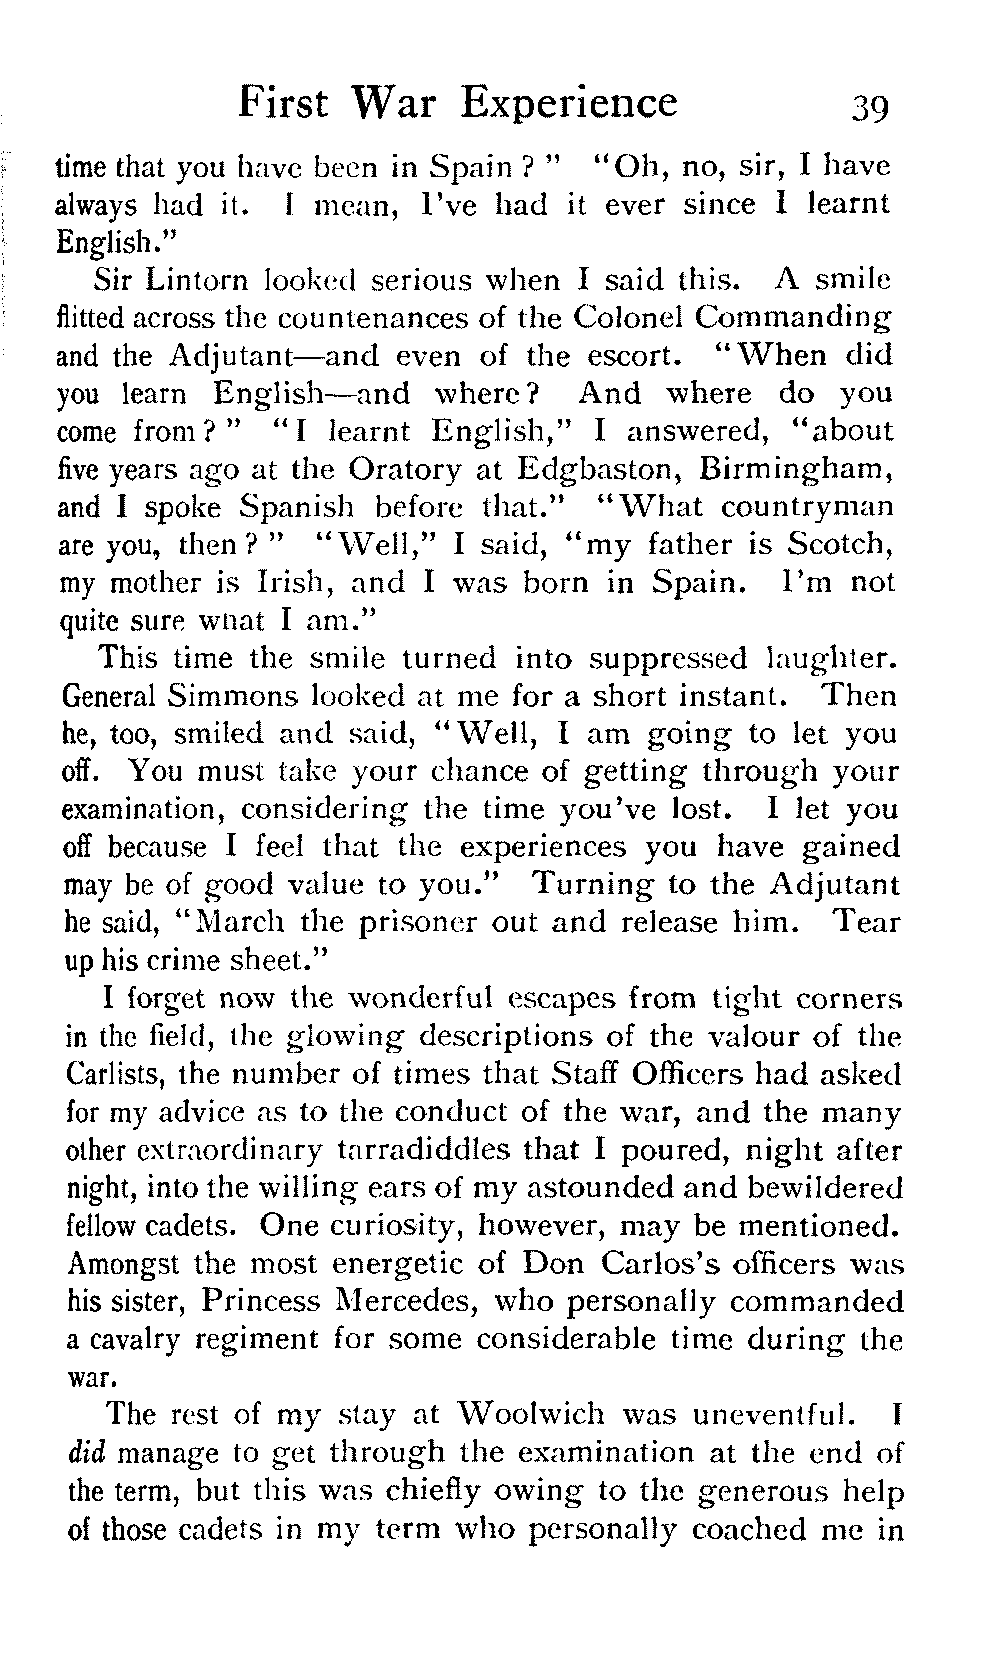 First War Experience 39
time that you have been in Spain ? " "Oh, no, sir, I have
always had it. I mean, I've had it ever since I learnt
English."
Sir Lintorn looked serious when I said this. A smile
flitted across the countenances of the Colonel Commanding
and the Adjutant—and even of the escort. "When did
you learn English—and where? And where do you
come from ? " "I learnt English," I answered, "about
five years ago at the Oratory at Edgbaston, Birmingham,
and I spoke Spanish before that." "What countryman
are you, then ? " "Well," I said, "my father is Scotch,
my mother is Irish, and I was born in Spain. I'm not
quite sure what I am."
This time the smile turned into suppressed laughter.
General Simmons looked at me for a short instant. Then
he, too, smiled and said, "Well, I am going to let you
off. You must take your chance of getting through your
examination, considering the time you've lost. I let you
off because I feel that the experiences you have gained
may be of good value to you." Turning to the Adjutant
he said, "March the prisoner out and release him. Tear
up his crime sheet."
I forget now the wonderful escapes from tight corners
in the field, the glowing descriptions of the valour of the
Carlists, the number of times that Staff Officers had asked
for my advice as to the conduct of the war, and the many
other extraordinary tarradiddles that I poured, night after
night, into the willing ears of my astounded and bewildered
fellow cadets. One curiosity, however, may be mentioned.
Amongst the most energetic of Don Carlos's officers was
his sister, Princess Mercedes, who personally commanded
a cavalry regiment for some considerable time during the
war.
The rest of my stay at Woolwich was uneventful. I
did manage to get through the examination at the end of
the term, but this was chiefly owing to the generous help
of those cadets in my term who personally coached me in